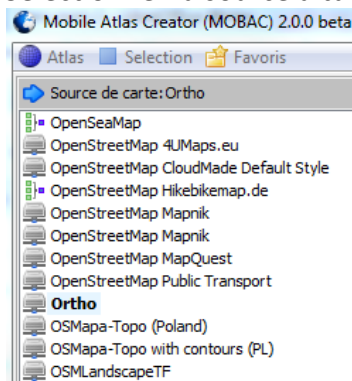 Mobile Atlas Creator (MOBAC) 2.0.0 beta
Atlas Selection Favoris
Source de carte:Ortho
OpenSeaMap
OpenStreetMap 4UMaps.eu
OpenStreetMap CloudMade Default Style
OpenStreetMap Hikebikemap.de
OpenStreetMap Mapnik
OpenStreetMap Mapnik
OpenStreetMap MapQuest
OpenStreetMap Public Transport
Ortho
OSMapa-Topo (Poland)
OSMapa-Topo with contours (PL)
OSMLandscapeTF